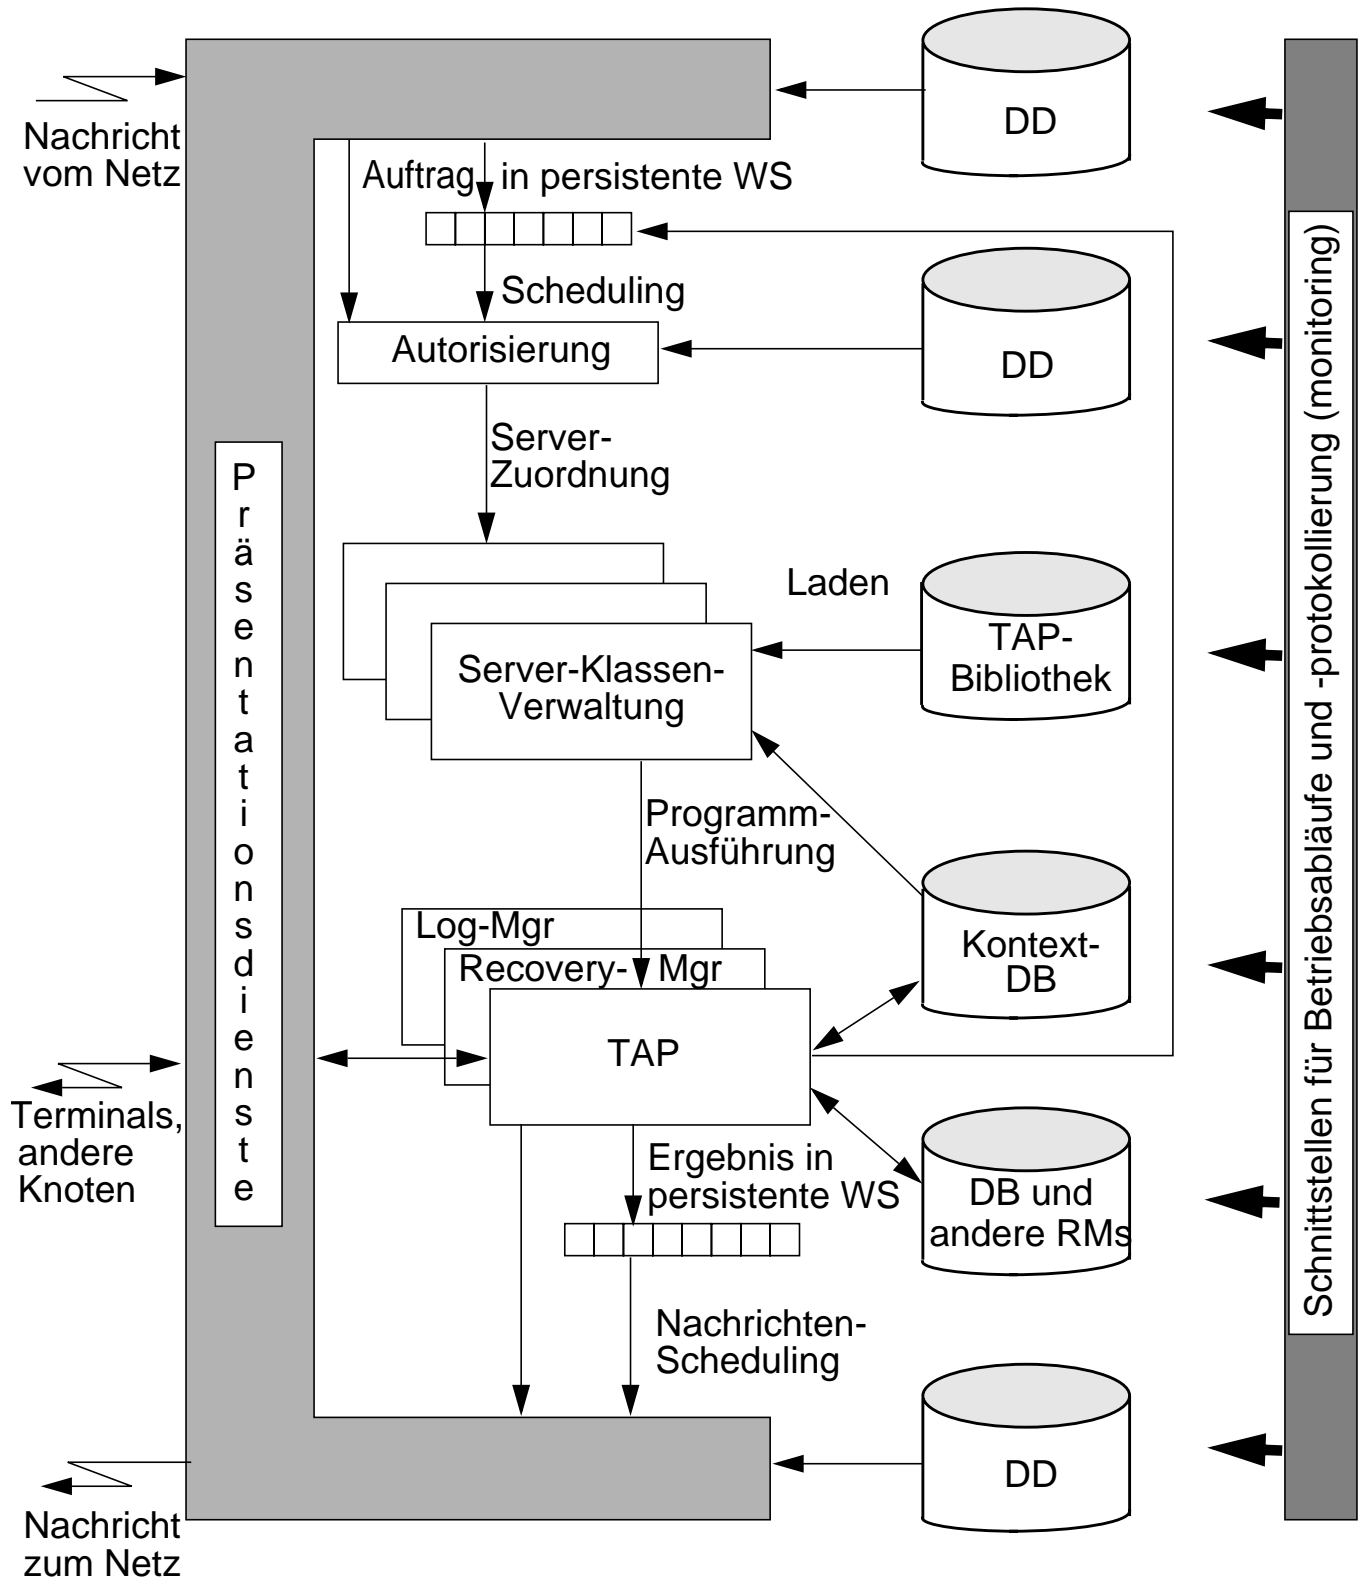 DD
Nachricht
vom Netz
Auftrag in persistente WS
Scheduling
Autorisierung
DD
Server-
Zuordnung
Präsentationsdienste
Laden
TAP-
Bibliothek
Server-Klassen-
Verwaltung
Programm-
Ausführung
Log-Mgr
Recovery- Mgr
Kontext-
DB
TAP
Terminals,
andere
Knoten
Ergebnis in
persistente WS
DB und
andere RMs
Nachrichten-
Scheduling
DD
Nachricht
zum Netz
Schnittstellen für Betriebsabläufe und -protokollierung (monitoring)